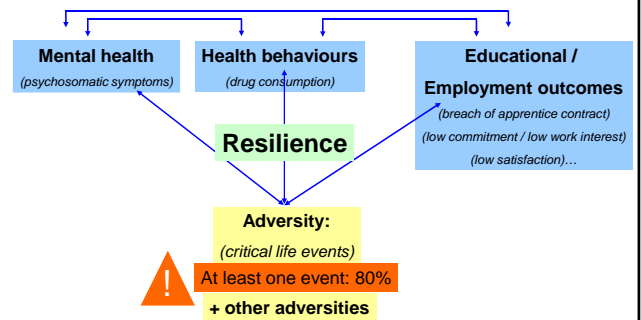 Mental health
(psychosomatic symptoms)
Health behaviours
(drug consumption)
Educational /
Employment outcomes
(breach of apprentice contract)
(low commitment / low work interest)
(low satisfaction)…
Resilience
Adversity:
(critical life events)
!
At least one event: 80%
+ other adversities